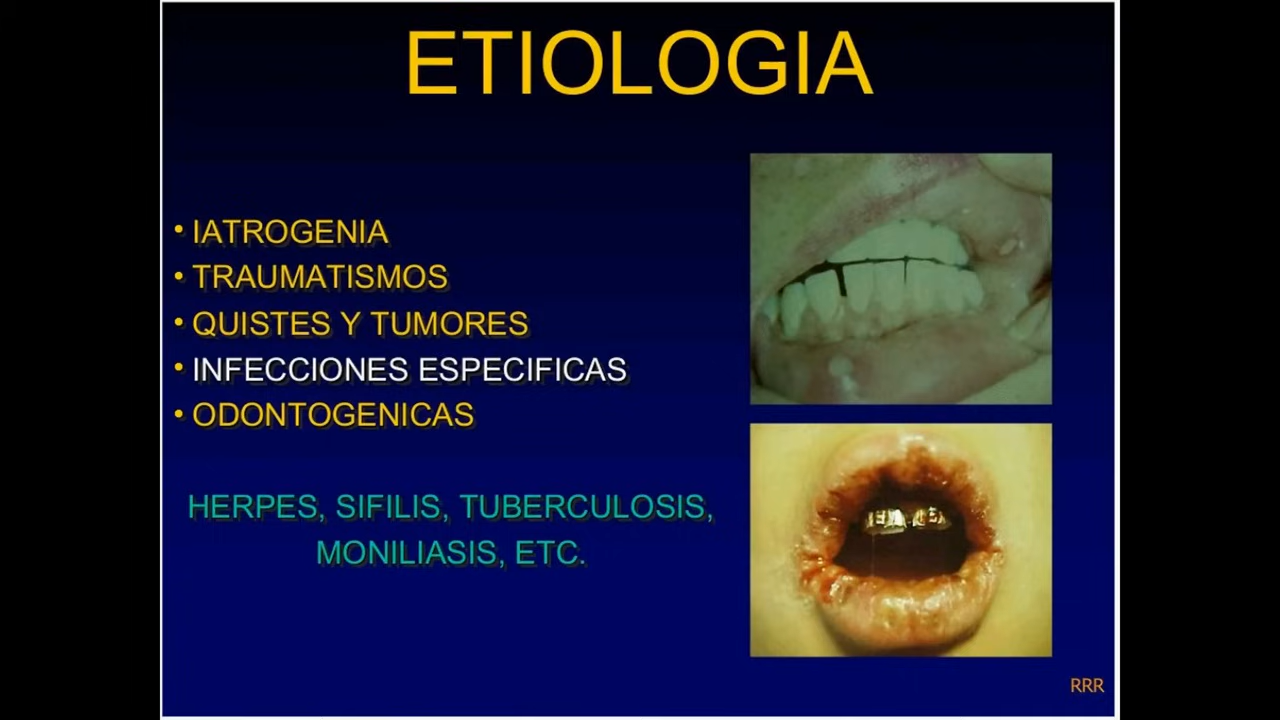 ETIOLOGIA
• IATROGENIA
• TRAUMATISMOS
• QUISTES Y TUMORES
• INFECCIONES ESPECIFICAS
• ODONTOGENICAS
HERPES, SIFILIS, TUBERCULOSIS,
MONILIASIS, ETC.
RRR